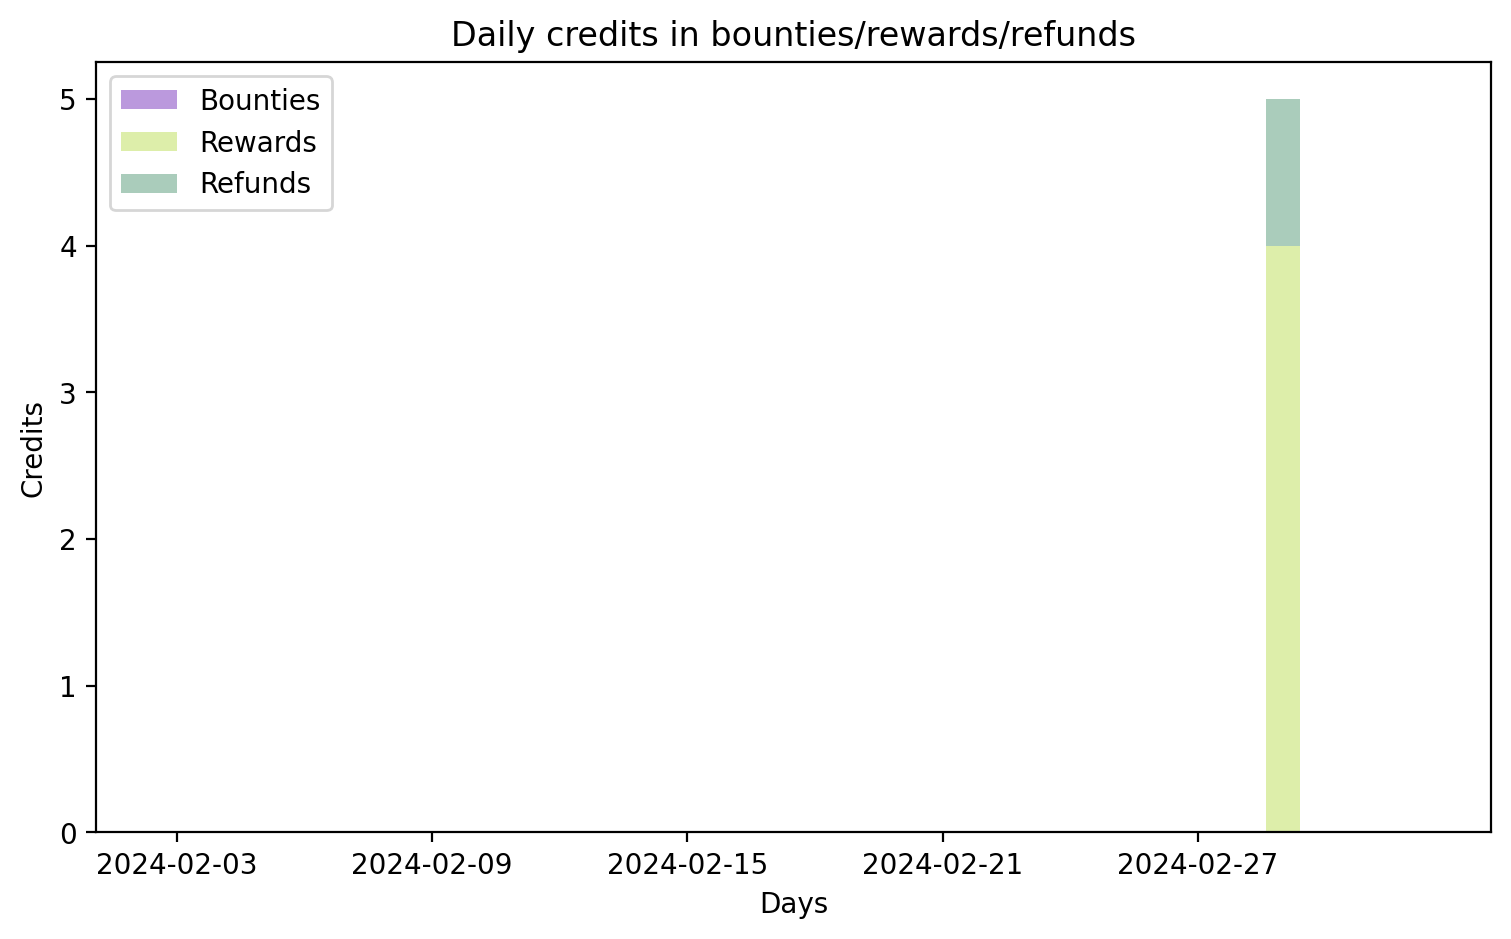 Daily credits in bounties/rewards/refunds
Bounties
Rewards
Refunds
Credits
5
4
3
2
1
0
2024-02-03 2024-02-09 2024-02-15 2024-02-21 2024-02-27
Days